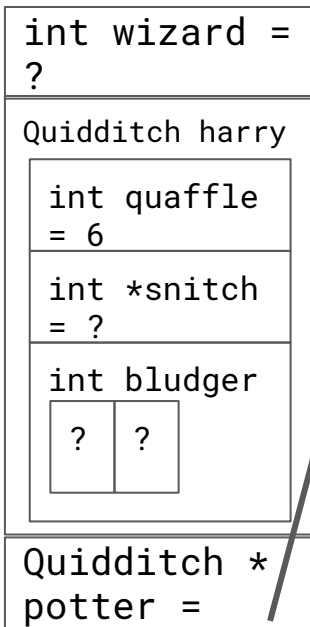 int wizard =
?
Quidditch harry
int quaffle
= 6
int *snitch
= ?
int bludger
? ?
Quidditch *
potter =